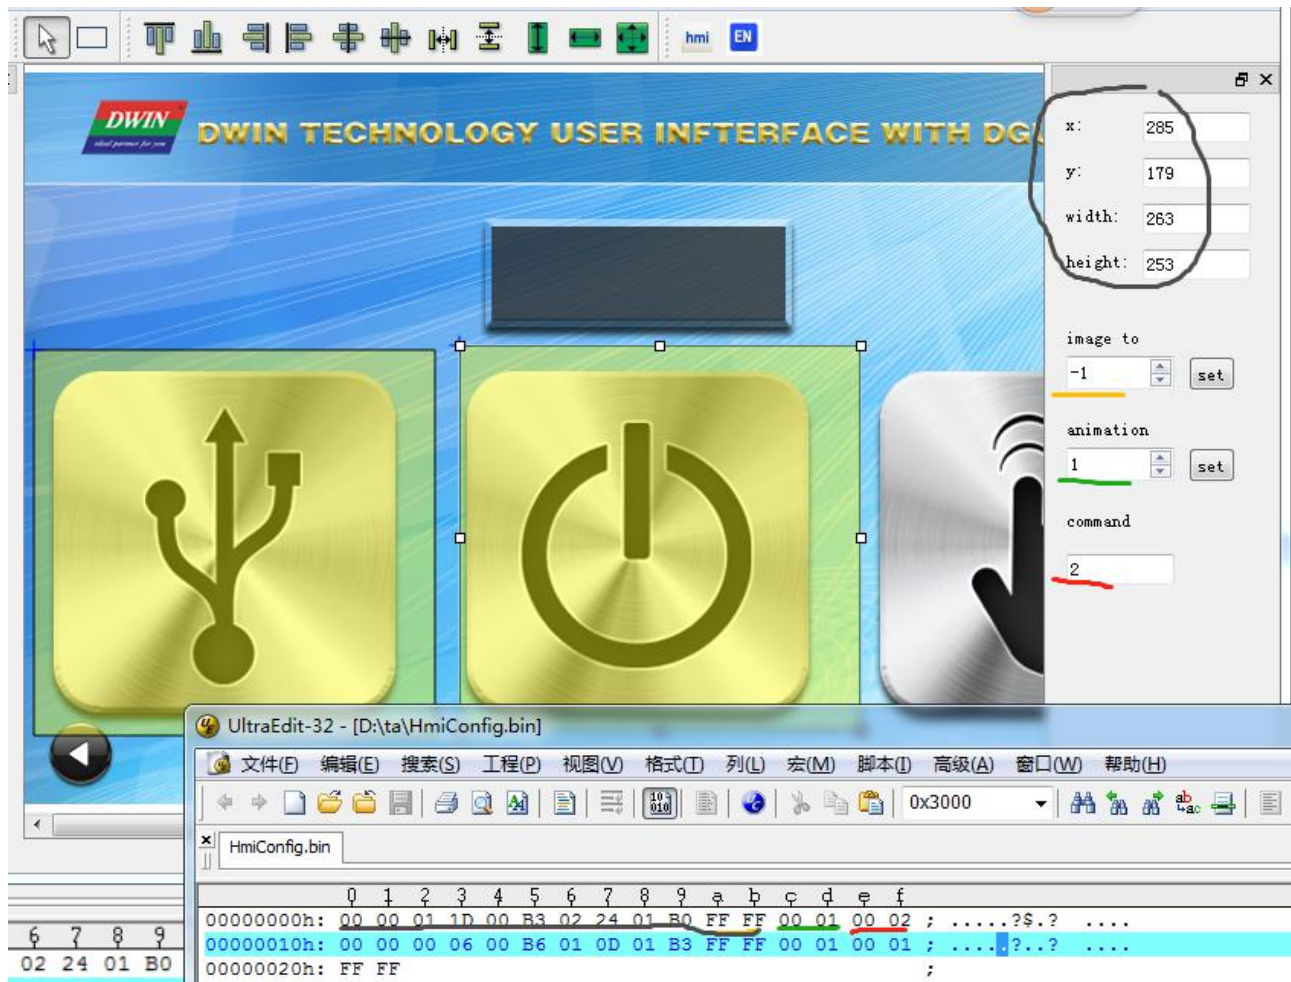 hmi EN
DWIN
ideal partner for you
DWIN TECHNOLOGY USER INFTERFACE WITH DGU
x: 285
y: 179
width: 263
height: 253
image to
-1 set
animation
1 set
command
2
UltraEdit-32 - [D:\ta\HmiConfig.bin]
文件(F) 编辑(E) 搜索(S) 工程(P) 视图(V) 格式(T) 列(L) 宏(M) 脚本(I) 高级(A) 窗口(W) 帮助(H)
0x3000
HmiConfig.bin
0 1 2 3 4 5 6 7 8 9 a b c d e f
00000000h: 00 00 01 1D 00 B3 02 24 01 B0 FF FF 00 01 00 02 ; .....?$.? ....
00000010h: 00 00 00 06 00 B6 01 0D 01 B3 FF FF 00 01 00 01 ; .....?..? ....
00000020h: FF FF ;
6 7 8 9
02 24 01 B0